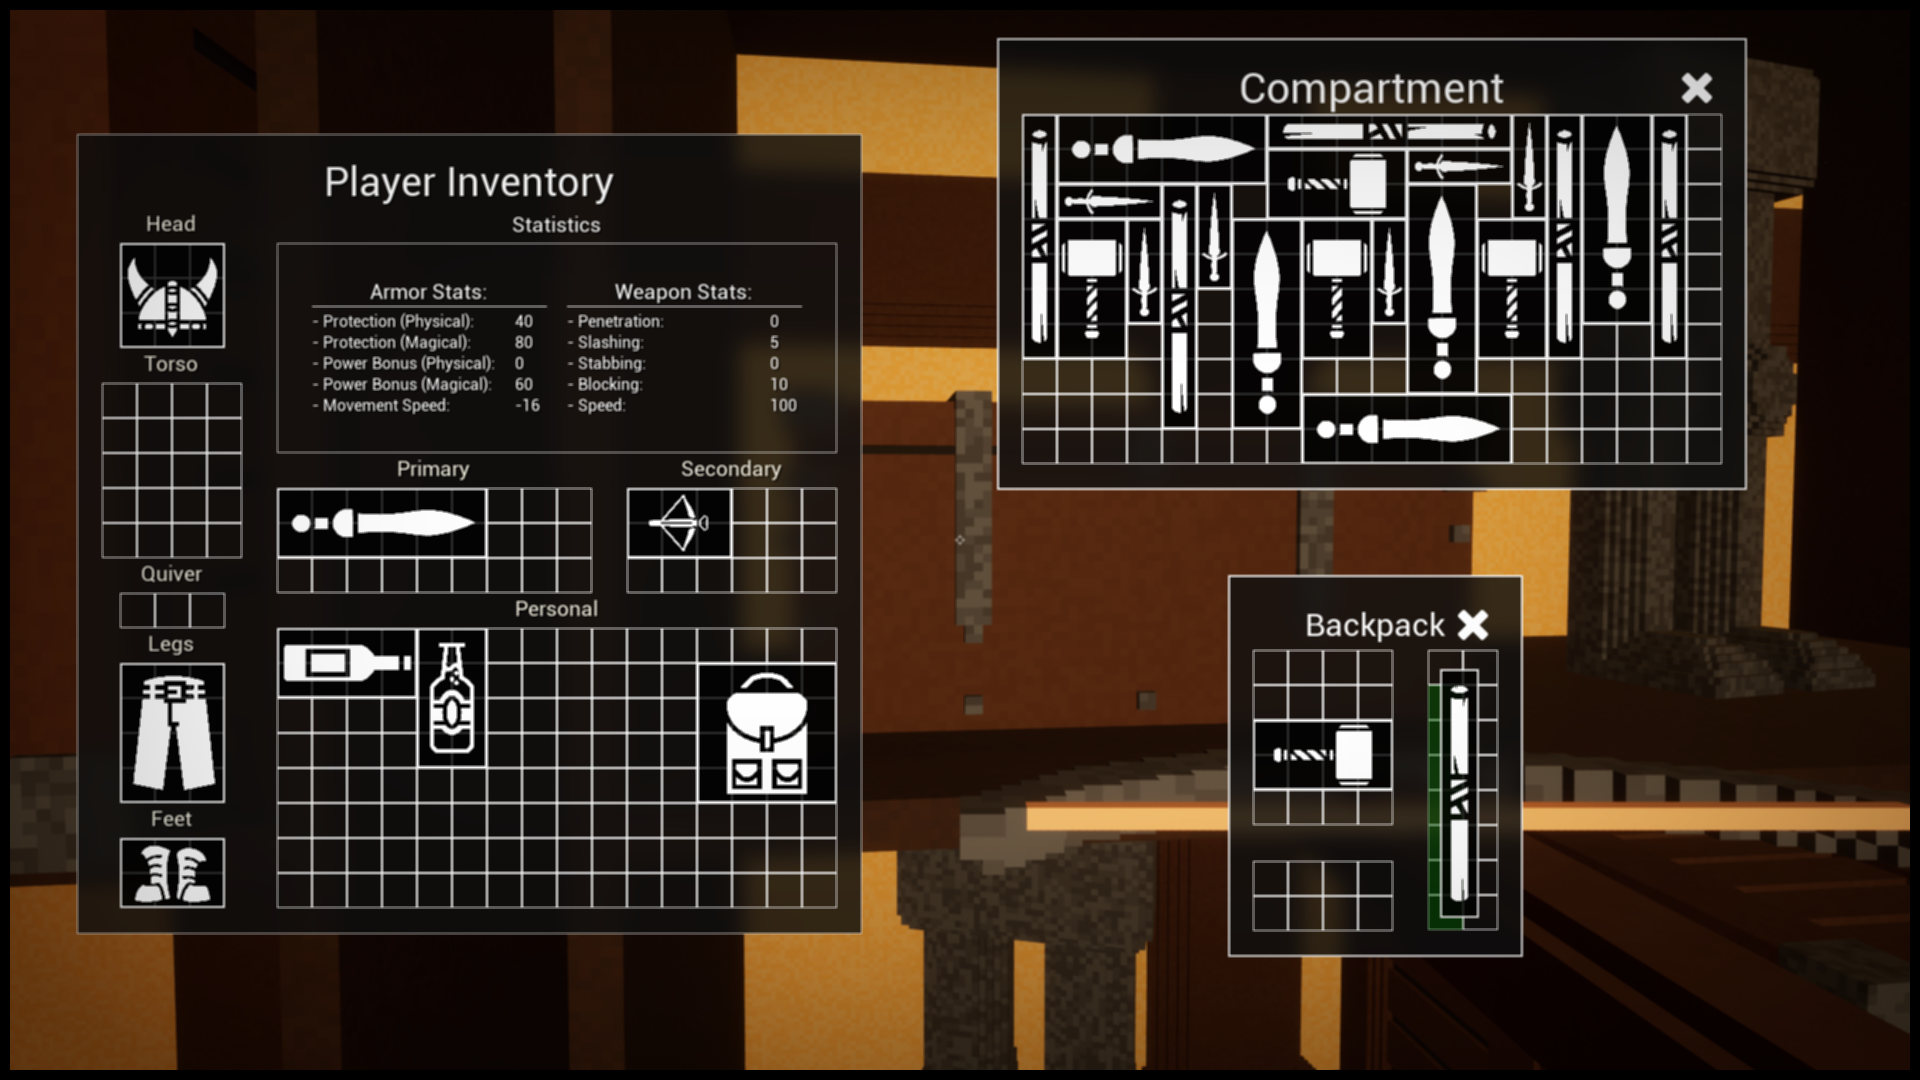 Player Inventory
Head
Statistics
Armor Stats:
Weapon Stats:
- Protection (Physical): 40
- Penetration: 0
- Protection (Magical): 80
- Slashing: 5
- Power Bonus (Physical): 0
- Stabbing: 0
- Power Bonus (Magical): 60
- Blocking: 10
- Movement Speed: -16
- Speed: 100
Torso
Primary
Secondary
Quiver
Personal
Legs
Feet
Compartment
Backpack